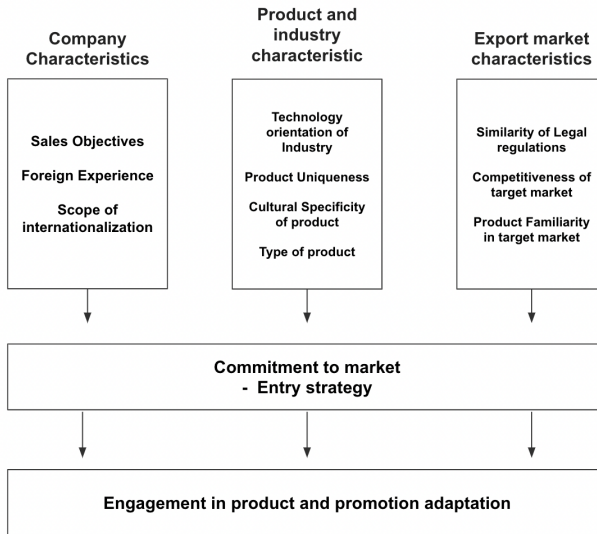 Company
Characteristics
Product and
industry
characteristic
Export market
characteristics
Sales Objectives
Foreign Experience
Scope of
internationalization
Technology
orientation of
Industry
Product Uniqueness
Cultural Specificity
of product
Type of product
Similarity of Legal
regulations
Competitiveness of
target market
Product Familiarity
in target market
Commitment to market
- Entry strategy
Engagement in product and promotion adaptation